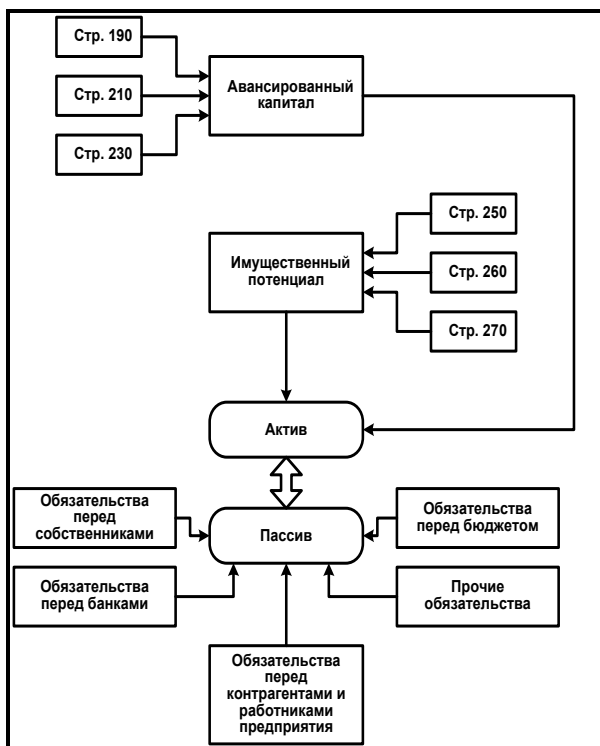 Стр. 190
Авансированный
капитал
Стр. 210
Стр. 230
Стр. 250
Имущественный
потенциал
Стр. 260
Стр. 270
Актив
Обязательства
перед
собственниками
Обязательства
перед бюджетом
Пассив
Обязательства
перед банками
Прочие
обязательства
Обязательства
перед
контрагентами и
работниками
предприятия